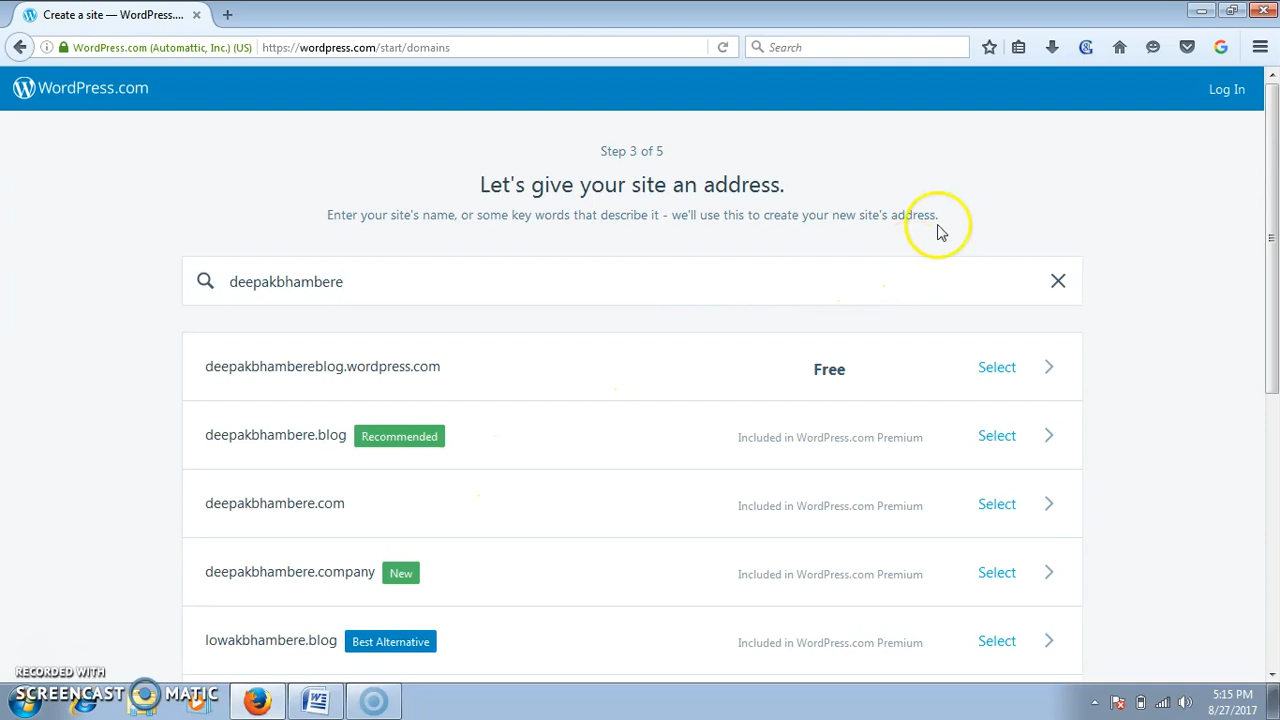 Create a site — WordPress....
WordPress.com (Automattic, Inc.) (US)
https://wordpress.com/start/domains
Search
WordPress.com
Log In
Step 3 of 5
Let's give your site an address.
Enter your site's name, or some key words that describe it - we'll use this to create your new site's address.
deepakbhambere
deepakbhambereblog.wordpress.com Free Select
deepakbhambere.blog Recommended Included in WordPress.com Premium Select
deepakbhambere.com Included in WordPress.com Premium Select
deepakbhambere.company New Included in WordPress.com Premium Select
lowakbhambere.blog Best Alternative Included in WordPress.com Premium Select
RECORDED WITH
SCREENCAST MATIC
5:15 PM
8/27/2017